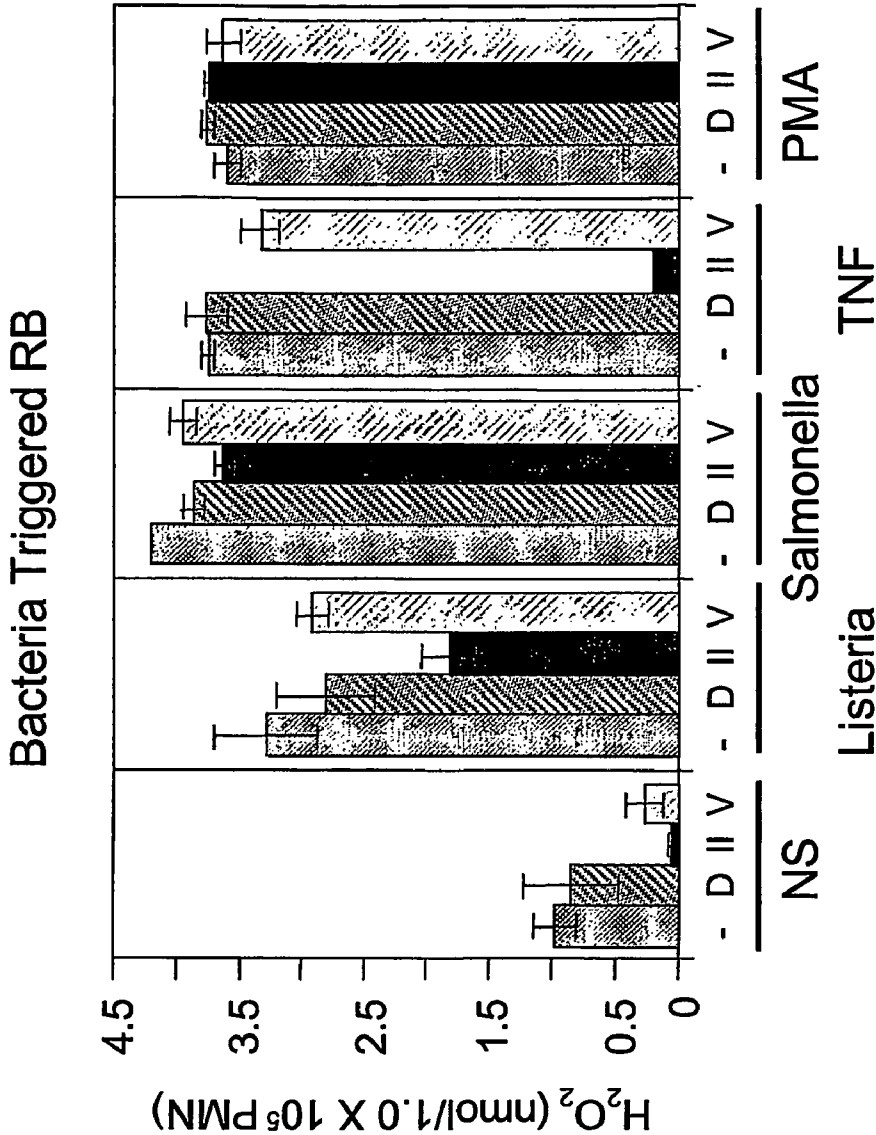 Bacteria Triggered RB
H₂O₂ (nmol/1.0 X 10⁵ PMN)
4.5
3.5
2.5
1.5
0.5
0
- D II V
- D II V
- D II V
- D II V
- D II V
NS
Listeria
Salmonella
TNF
PMA